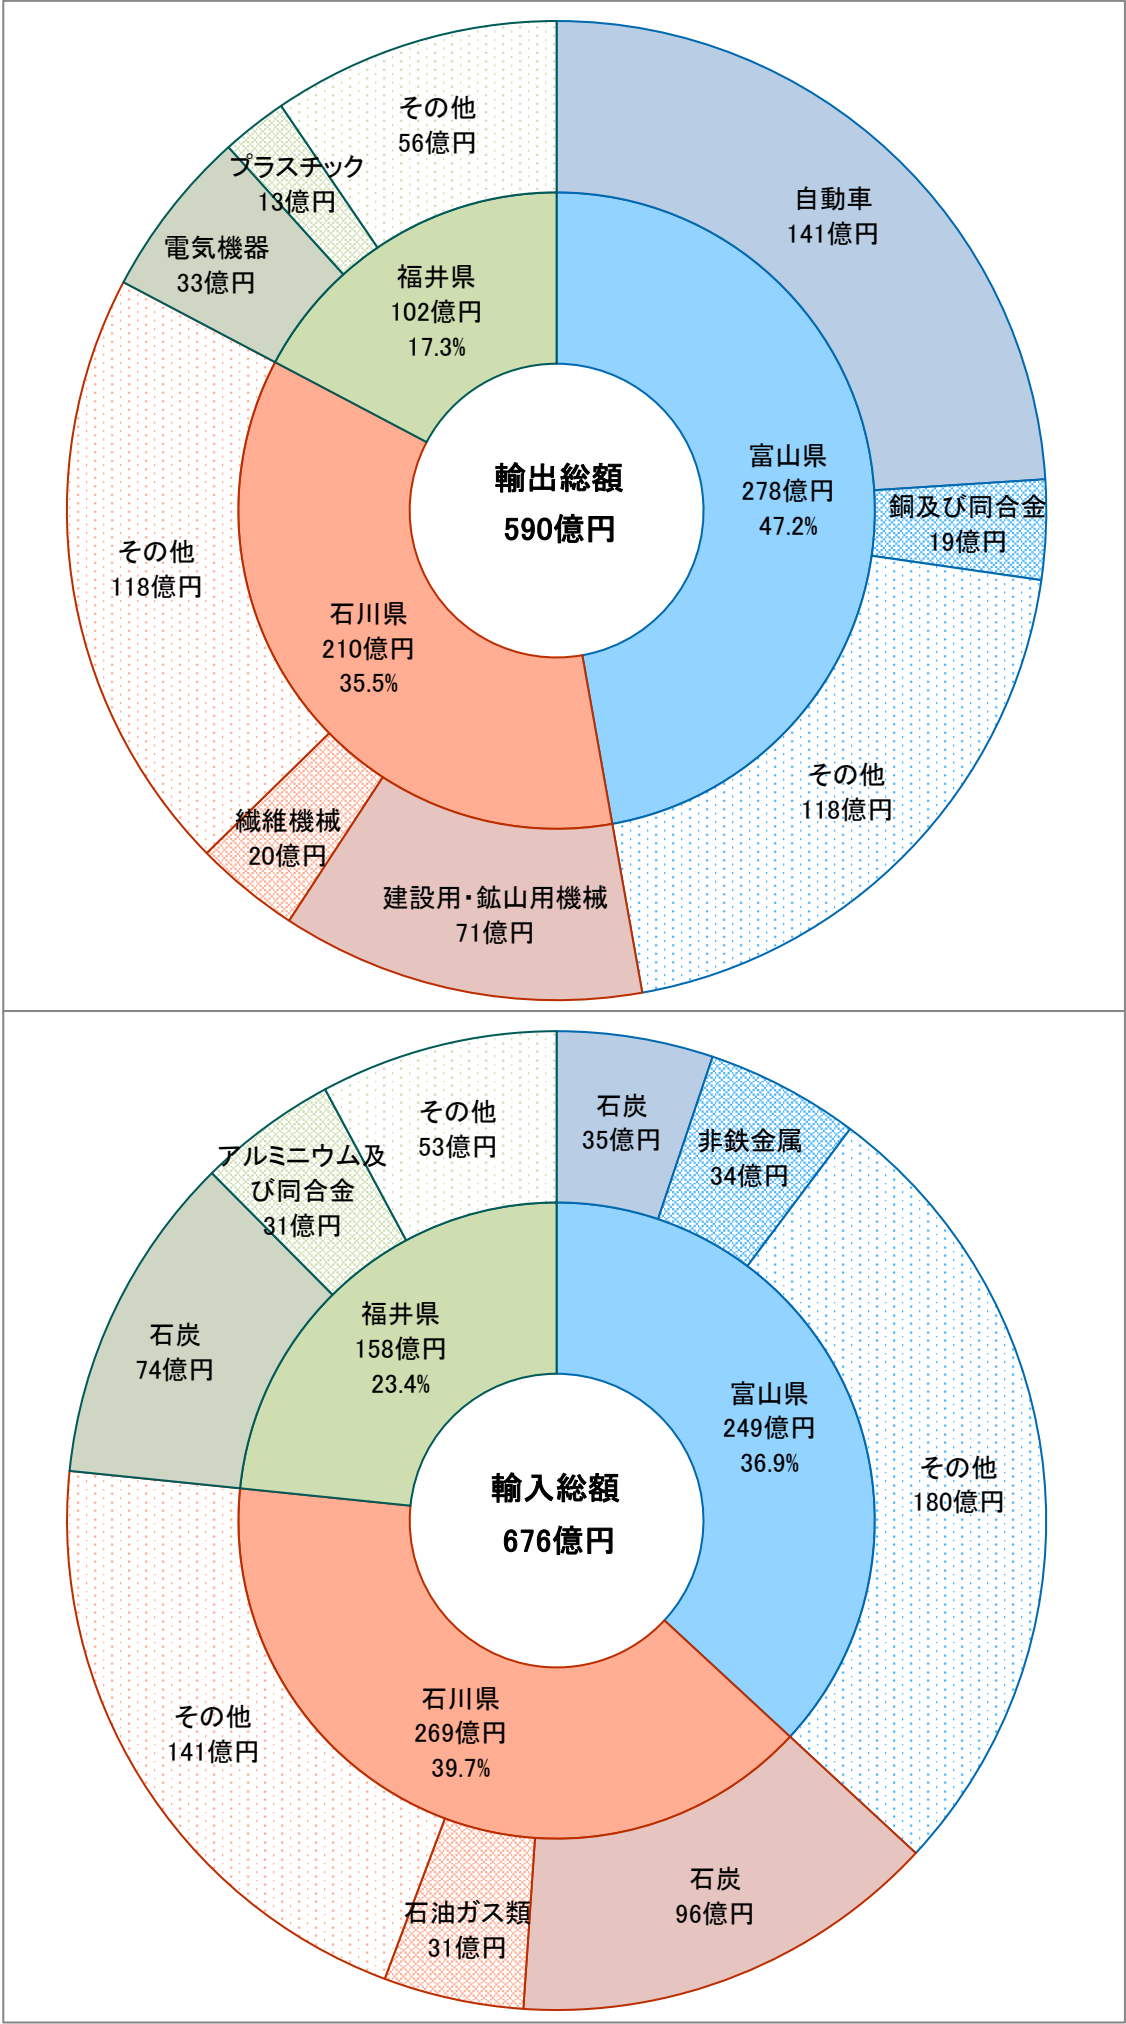 輸出総額
590億円
富山県
278億円
47.2%
自動車
141億円
銅及び同合金
19億円
その他
118億円
石川県
210億円
35.5%
建設用・鉱山用機械
71億円
繊維機械
20億円
その他
118億円
福井県
102億円
17.3%
電気機器
33億円
プラスチック
13億円
その他
56億円
輸入総額
676億円
富山県
249億円
36.9%
石炭
35億円
非鉄金属
34億円
その他
180億円
石川県
269億円
39.7%
石炭
96億円
石油ガス類
31億円
その他
141億円
福井県
158億円
23.4%
石炭
74億円
アルミニウム及
び同合金
31億円
その他
53億円